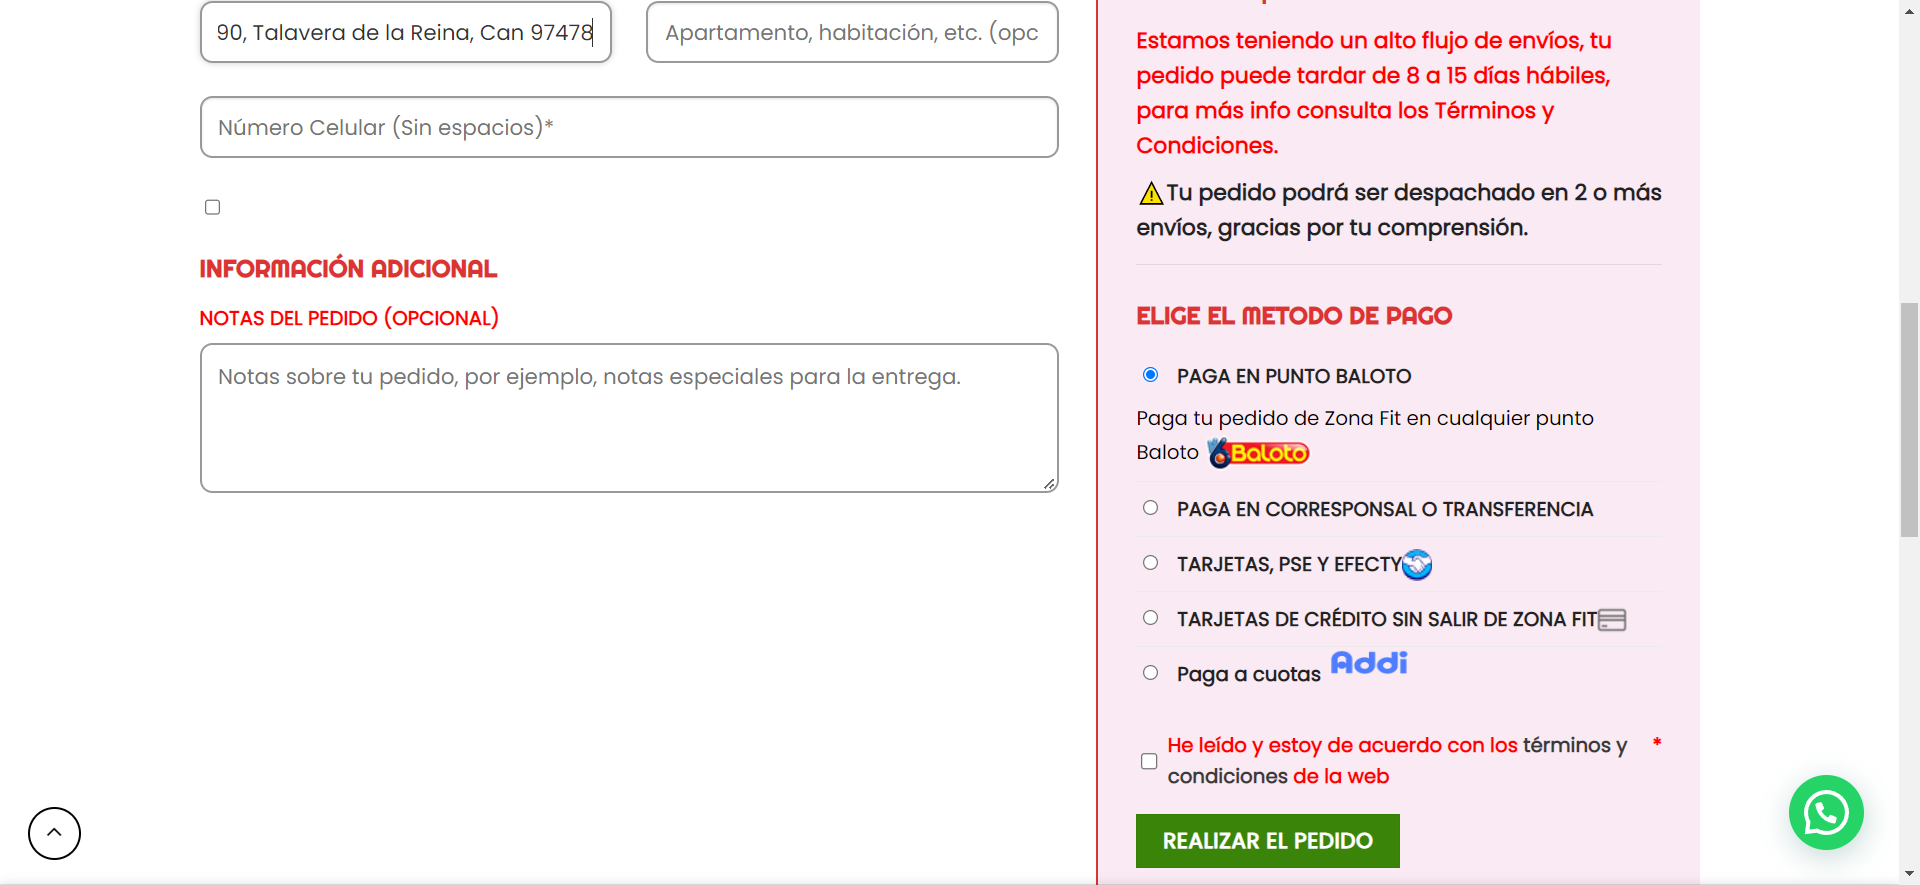 90, Talavera de la Reina, Can 97478
Apartamento, habitación, etc. (opc
Número Celular (Sin espacios)*
INFORMACIÓN ADICIONAL
NOTAS DEL PEDIDO (OPCIONAL)
Notas sobre tu pedido, por ejemplo, notas especiales para la entrega.
Estamos teniendo un alto flujo de envíos, tu
pedido puede tardar de 8 a 15 días hábiles,
para más info consulta los Términos y
Condiciones.
Tu pedido podrá ser despachado en 2 o más
envíos, gracias por tu comprensión.
ELIGE EL METODO DE PAGO
PAGA EN PUNTO BALOTO
Paga tu pedido de Zona Fit en cualquier punto
Baloto Baloto
PAGA EN CORRESPONSAL O TRANSFERENCIA
TARJETAS, PSE Y EFECTY
TARJETAS DE CRÉDITO SIN SALIR DE ZONA FIT
Paga a cuotas Addi
He leído y estoy de acuerdo con los términos y *
condiciones de la web
REALIZAR EL PEDIDO